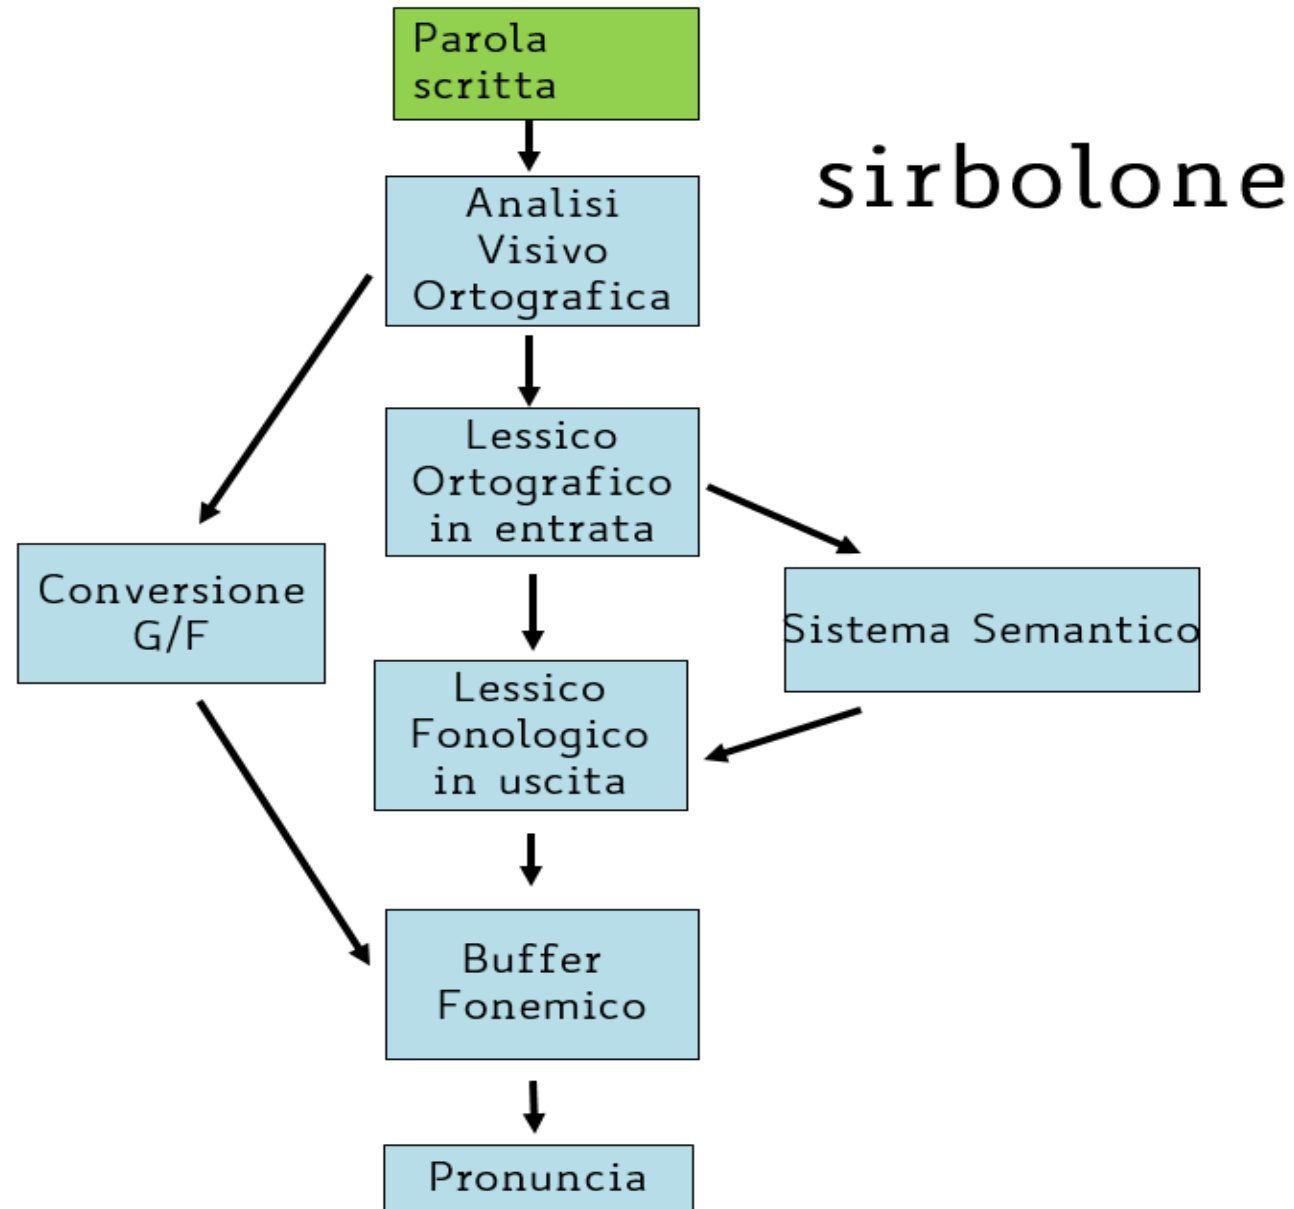 Parola
scritta
sirbolone
Analisi
Visivo
Ortografica
Lessico
Ortografico
in entrata
Conversione
G/F
Sistema Semantico
Lessico
Fonologico
in uscita
Buffer
Fonemico
Pronuncia